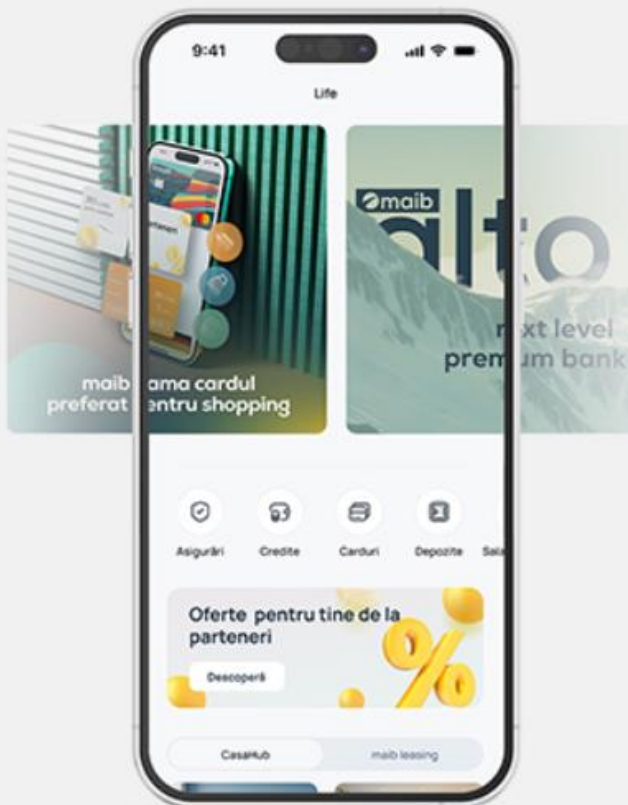 9:41
Life
maib
alto
next level
premium bank
maib ama cardul
preferat entru shopping
Asigurări
Credite
Carduri
Depozite
Sala
Oferte pentru tine de la
parteneri
Descoperă
%
CasaHub
maib leasing